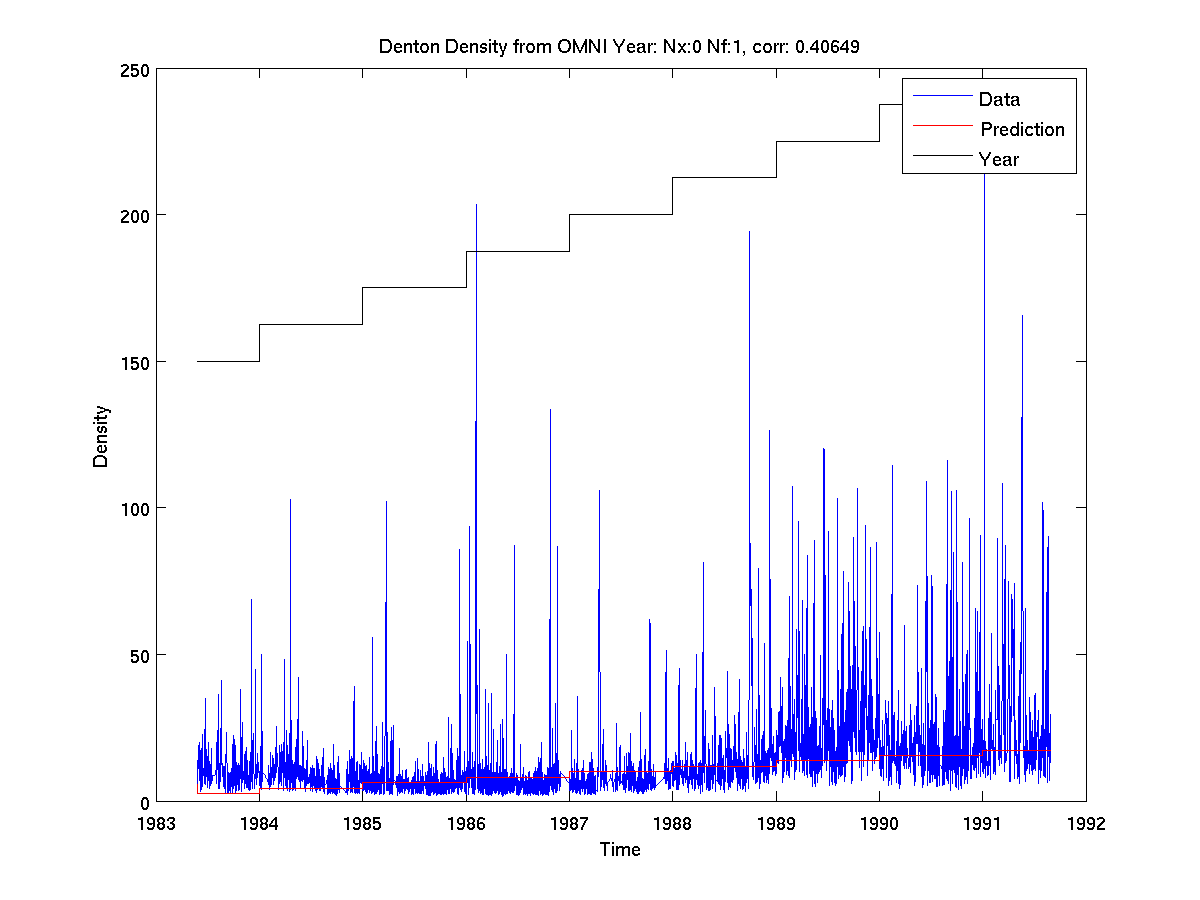 Denton Density from OMNI Year: Nx:0 Nf:1, corr: 0.40649
250
200
150
100
50
0
Density
Data
Prediction
Year
1983 1984 1985 1986 1987 1988 1989 1990 1991 1992
Time